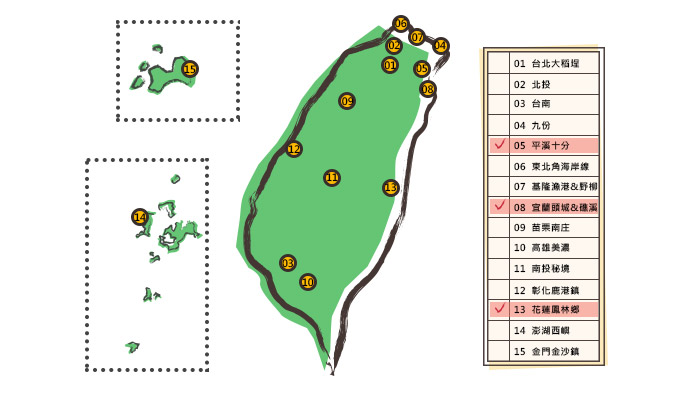 06
07
02
04
01
05
08
09
15
12
11
13
14
03
10
01 台北大稻埕
02 北投
03 台南
04 九份
05 平溪十分
06 東北角海岸線
07 基隆漁港&野柳
08 宜蘭頭城&礁溪
09 苗栗南庄
10 高雄美濃
11 南投秘境
12 彰化鹿港鎮
13 花蓮鳳林鄉
14 澎湖西嶼
15 金門金沙鎮